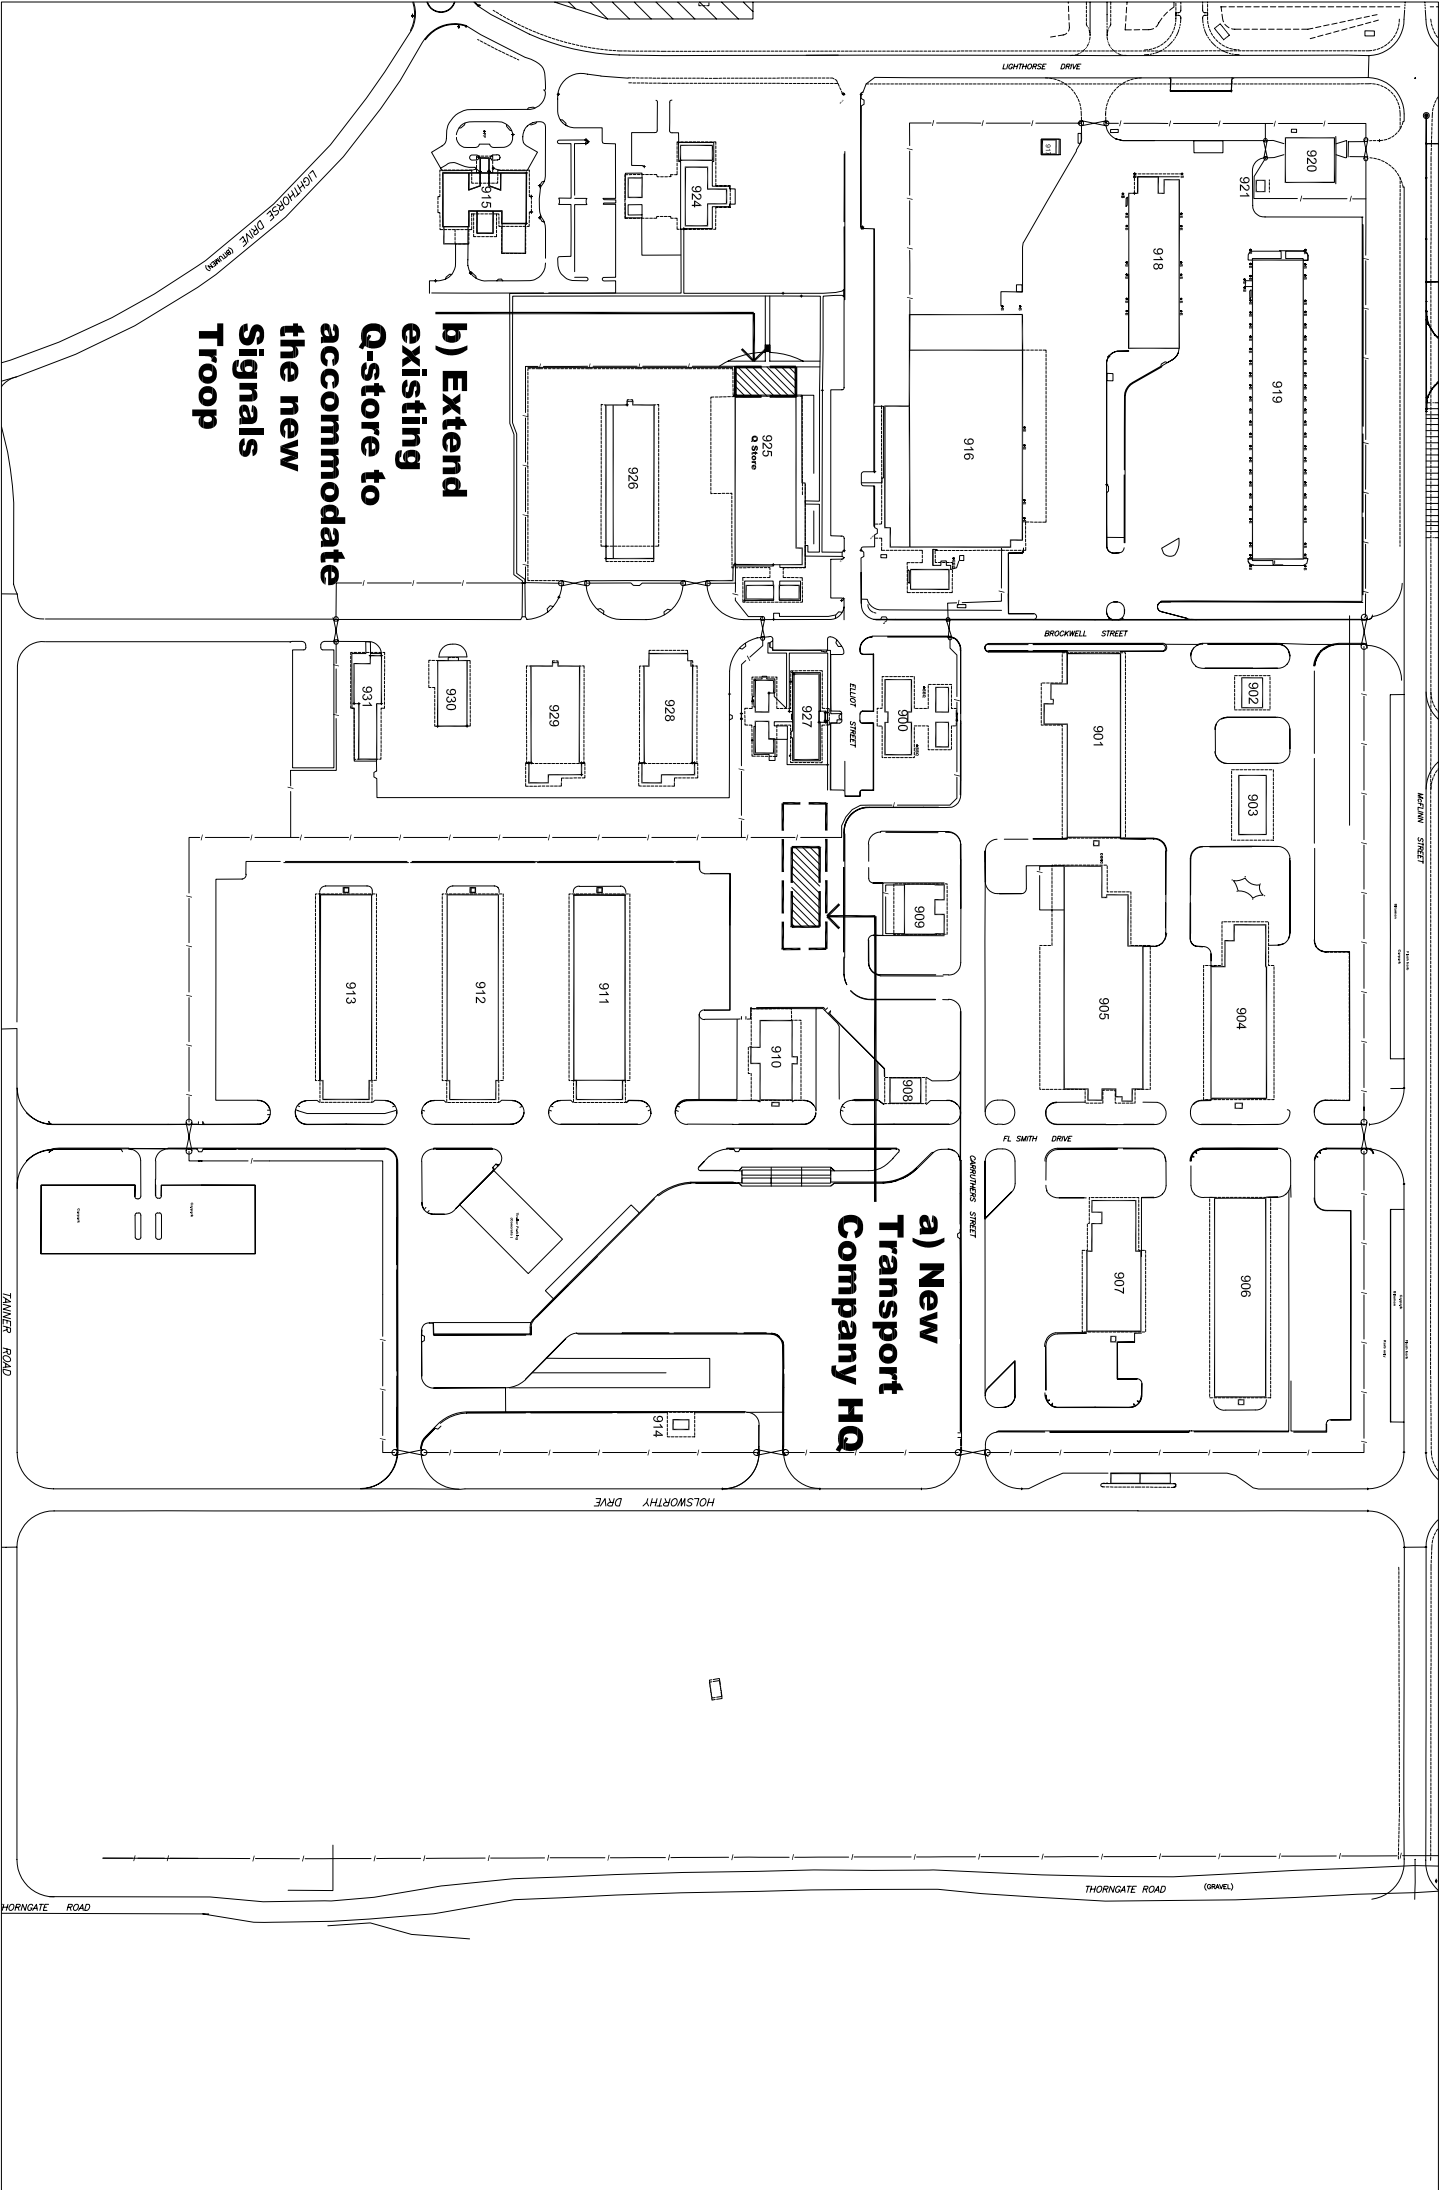 LIGHTHORSE DRIVE
920
921
924
915
918
919
LIGHTHORSE DRIVE (BITUMEN)
b) Extend
existing
Q-store to
accommodate
the new
Signals
Troop
925
Q Store
926
916
BROCKWELL STREET
931
930
929
928
927
ELLIOT STREET
900
901
902
903
McFLINN STREET
909
913
912
911
910
908
905
904
FL SMITH DRIVE
CARRUTHERS STREET
a) New
Transport
Company HQ
907
906
914
TANNER ROAD
HOLSWORTHY DRVE
THORNGATE ROAD (GRAVEL)
HORNGATE ROAD